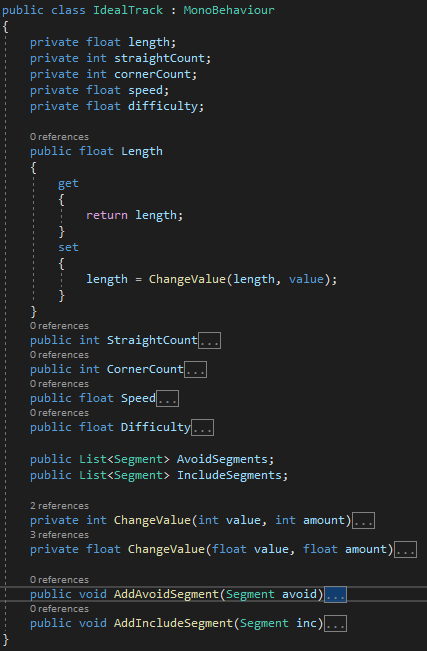 public class IdealTrack : MonoBehaviour
{
private float length;
private int straightCount;
private int cornerCount;
private float speed;
private float difficulty;
0 references
public float Length
{
get
{
return length;
}
set
{
length = ChangeValue(length, value);
}
}
0 references
public int StraightCount...
0 references
public int CornerCount...
0 references
public float Speed...
0 references
public float Difficulty...
public List<Segment> AvoidSegments;
public List<Segment> IncludeSegments;
2 references
private int ChangeValue(int value, int amount)...
3 references
private float ChangeValue(float value, float amount)...
0 references
public void AddAvoidSegment(Segment avoid)...
0 references
public void AddIncludeSegment(Segment inc)...
}